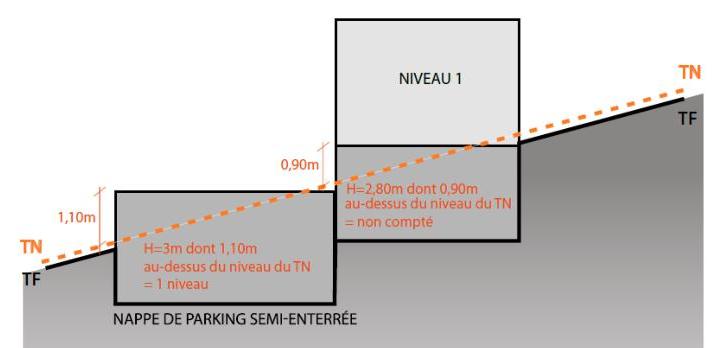 NIVEAU 1
TN
TF
0,90m
H=2,80m dont 0,90m
au-dessus du niveau du TN
= non compté
1,10m
H=3m dont 1,10m
au-dessus du niveau du TN
= 1 niveau
TN
TF
NAPPE DE PARKING SEMI-ENTERRÉE